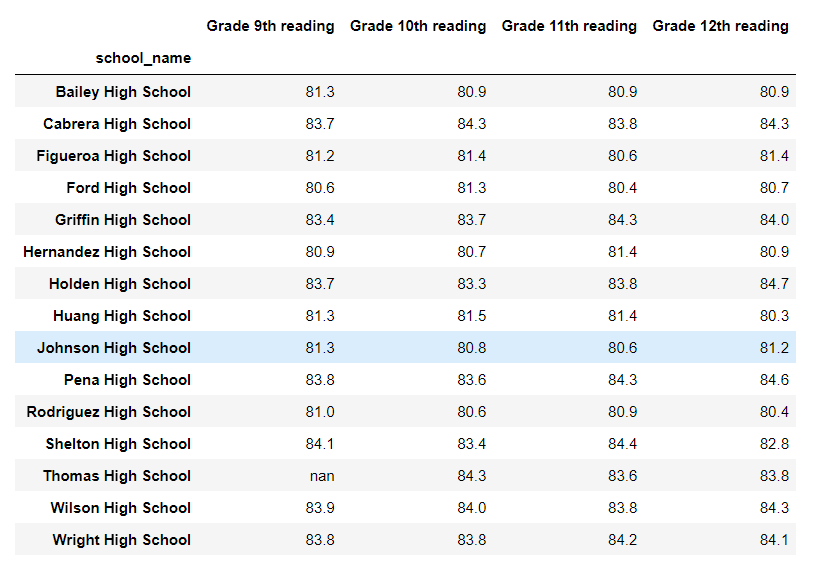 Grade 9th reading Grade 10th reading Grade 11th reading Grade 12th reading
school_name
Bailey High School 81.3 80.9 80.9 80.9
Cabrera High School 83.7 84.3 83.8 84.3
Figueroa High School 81.2 81.4 80.6 81.4
Ford High School 80.6 81.3 80.4 80.7
Griffin High School 83.4 83.7 84.3 84.0
Hernandez High School 80.9 80.7 81.4 80.9
Holden High School 83.7 83.3 83.8 84.7
Huang High School 81.3 81.5 81.4 80.3
Johnson High School 81.3 80.8 80.6 81.2
Pena High School 83.8 83.6 84.3 84.6
Rodriguez High School 81.0 80.6 80.9 80.4
Shelton High School 84.1 83.4 84.4 82.8
Thomas High School nan 84.3 83.6 83.8
Wilson High School 83.9 84.0 83.8 84.3
Wright High School 83.8 83.8 84.2 84.1